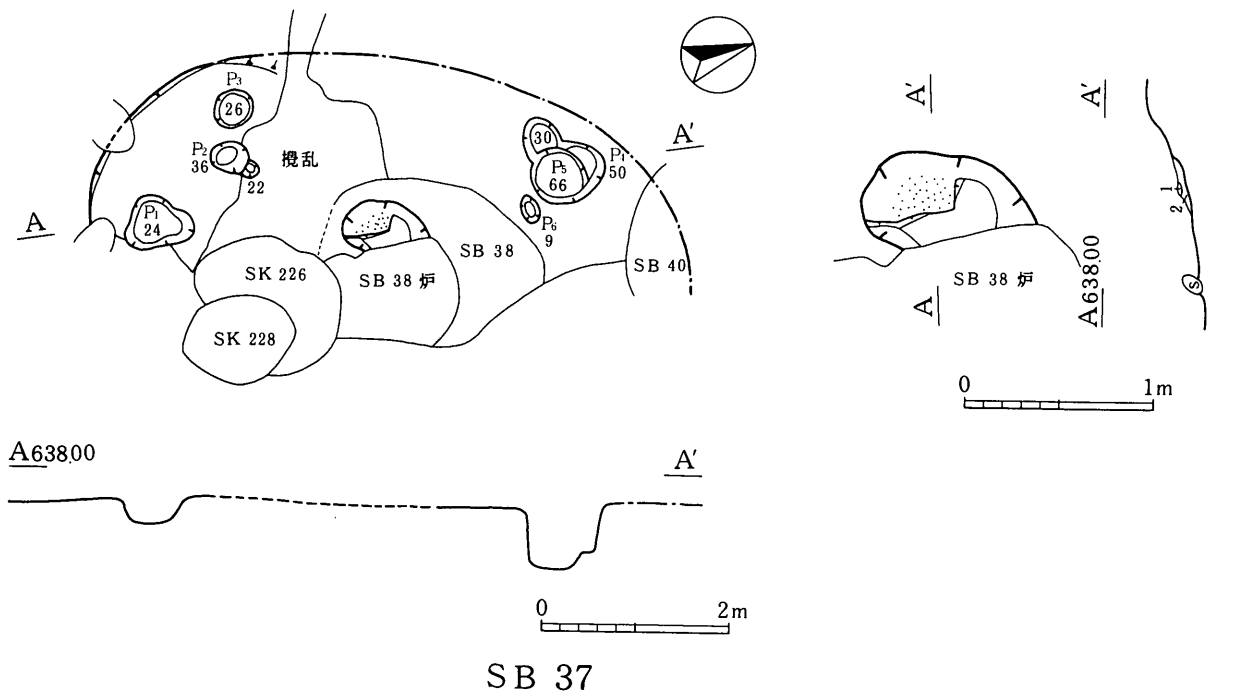 P3
26
P2
36
22
攪乱
30
P5
66
P4
50
A'
P6
9
P1
24
A
SK 226
SB 38 炉
SB 38
SB 40
SK 228
A638.00
A'
0 2m
A'
A'
1
2
SB 38 炉
A
A638.00
S
0 1m
SB 37